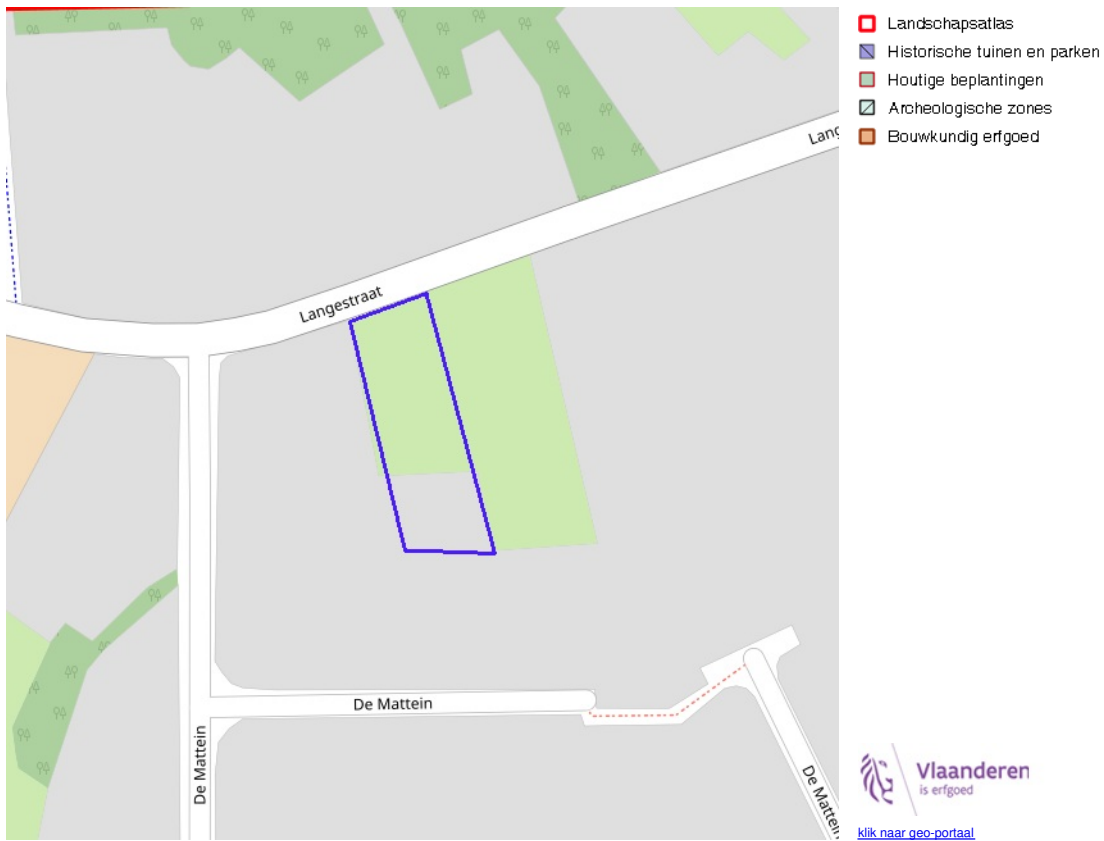 Landschapsatlas
Historische tuinen en parken
Houtige beplantingen
Archeologische zones
Bouwkundig erfgoed
Lang
Langestraat
De Mattein
De Mattein
De Mattein
Vlaanderen
is erfgoed
klik naar geo-portaal